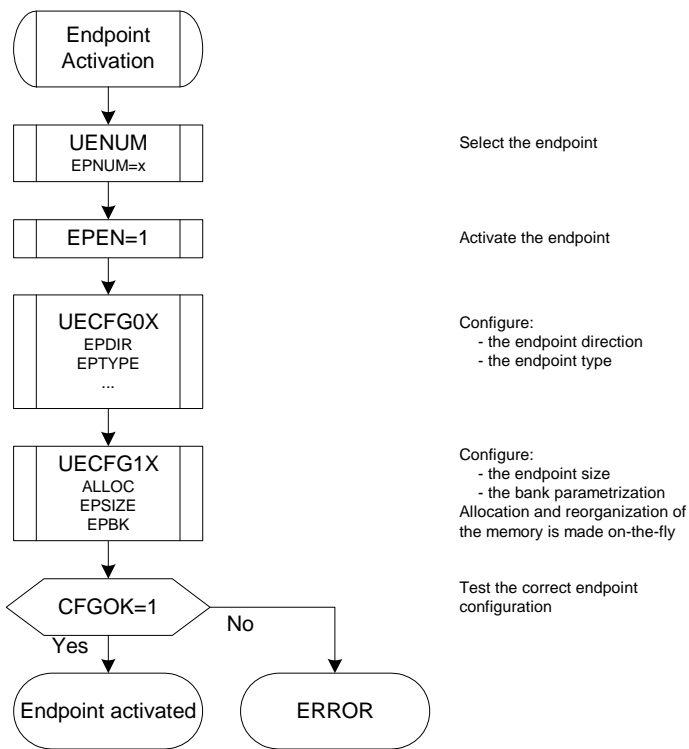 Endpoint
Activation
UENUM
EPNUM=x
Select the endpoint
EPEN=1
Activate the endpoint
UECFG0X
EPDIR
EPTYPE
...
Configure:
- the endpoint direction
- the endpoint type
UECFG1X
ALLOC
EPSIZE
EPBK
Configure:
- the endpoint size
- the bank parametrization
Allocation and reorganization of
the memory is made on-the-fly
CFGOK=1
Test the correct endpoint
configuration
No
Yes
Endpoint activated
ERROR